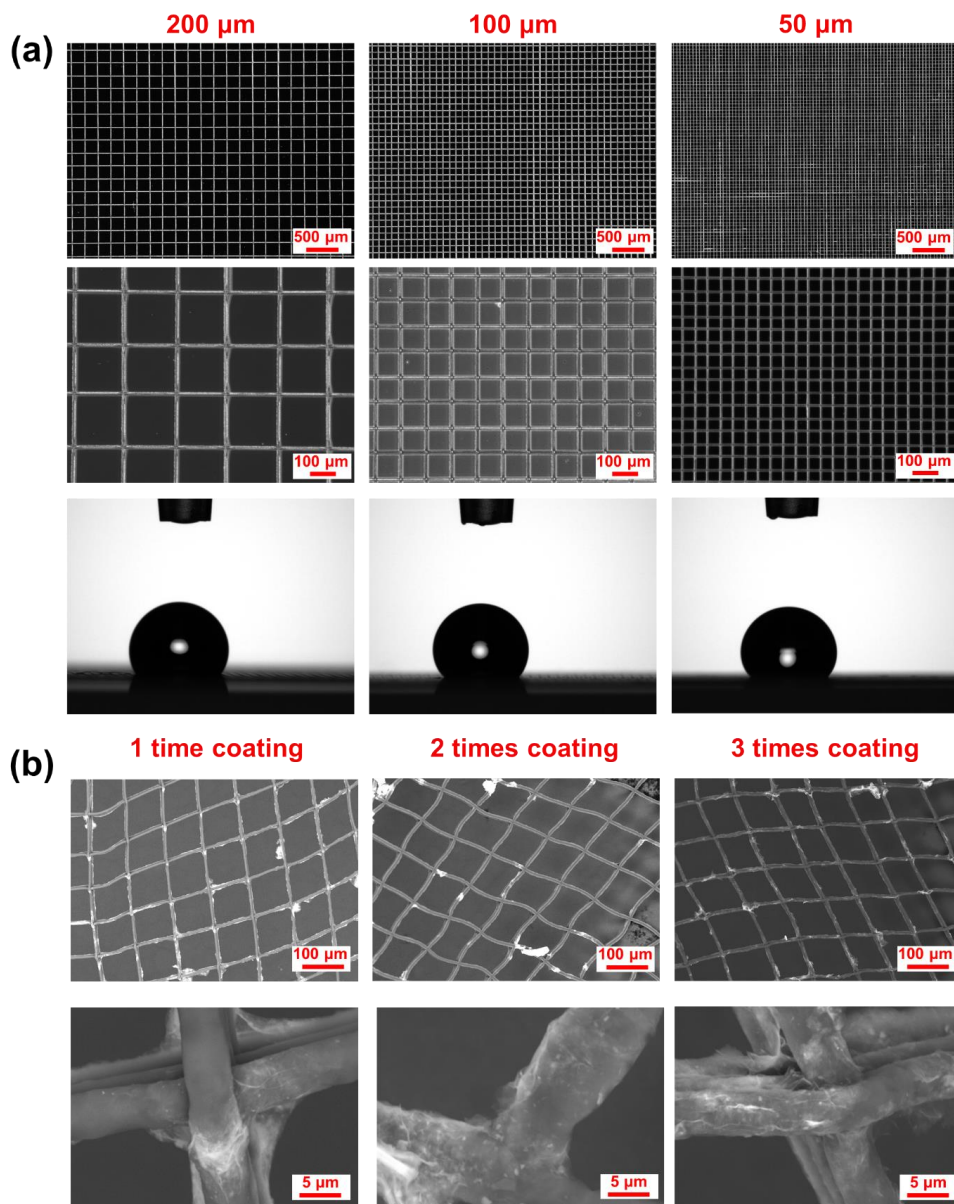 200 µm 100 µm 50 µm
(a)
500 µm 500 µm 500 µm
100 µm 100 µm 100 µm
1 time coating 2 times coating 3 times coating
(b)
100 µm 100 µm 100 µm
5 µm 5 µm 5 µm